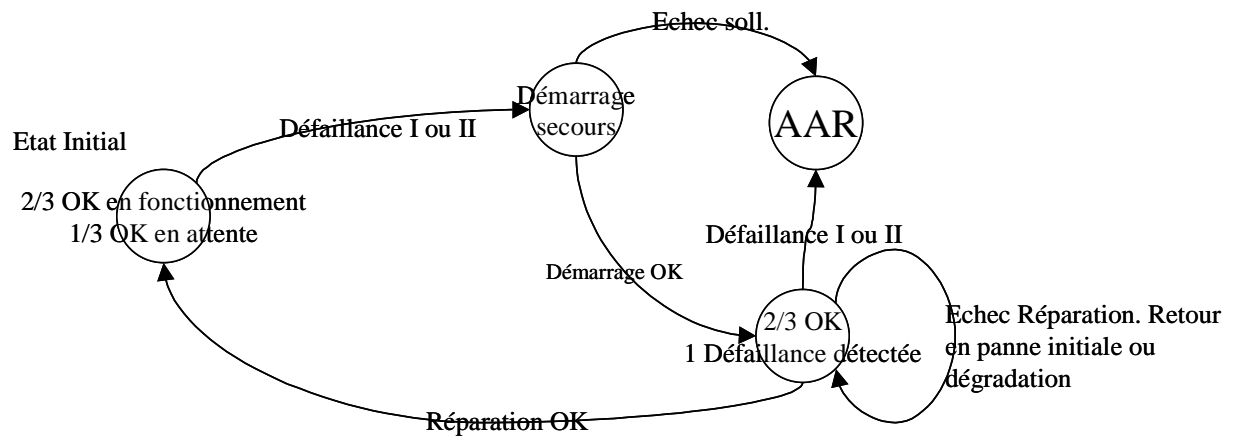 Echec soll.
Démarrage
secours
AAR
Défaillance I ou II
Etat Initial
2/3 OK en fonctionnement
1/3 OK en attente
Défaillance I ou II
Démarrage OK
2/3 OK
1 Défaillance détectée
Echec Réparation. Retour
en panne initiale ou
dégradation
Réparation OK